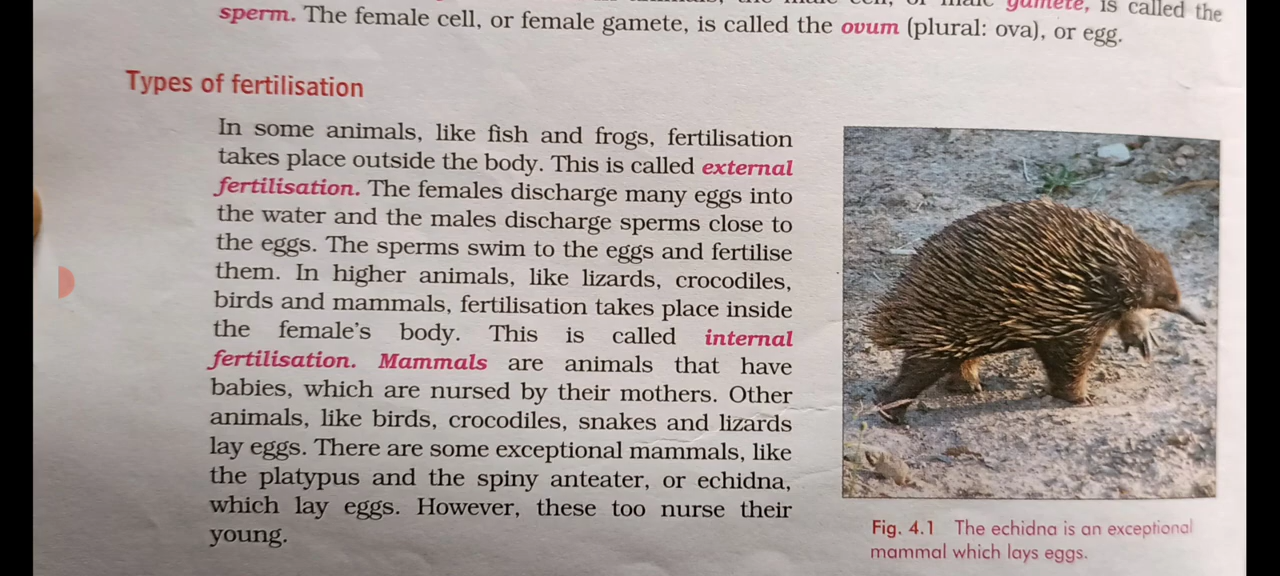 gamete, is called the
sperm. The female cell, or female gamete, is called the ovum (plural: ova), or egg.
Types of fertilisation
In some animals, like fish and frogs, fertilisation
takes place outside the body. This is called external
fertilisation. The females discharge many eggs into
the water and the males discharge sperms close to
the eggs. The sperms swim to the eggs and fertilise
them. In higher animals, like lizards, crocodiles,
birds and mammals, fertilisation takes place inside
the female's body. This is called internal
fertilisation. Mammals are animals that have
babies, which are nursed by their mothers. Other
animals, like birds, crocodiles, snakes and lizards
lay eggs. There are some exceptional mammals, like
the platypus and the spiny anteater, or echidna,
which lay eggs. However, these too nurse their
young.
Fig. 4.1 The echidna is an exceptional
mammal which lays eggs.